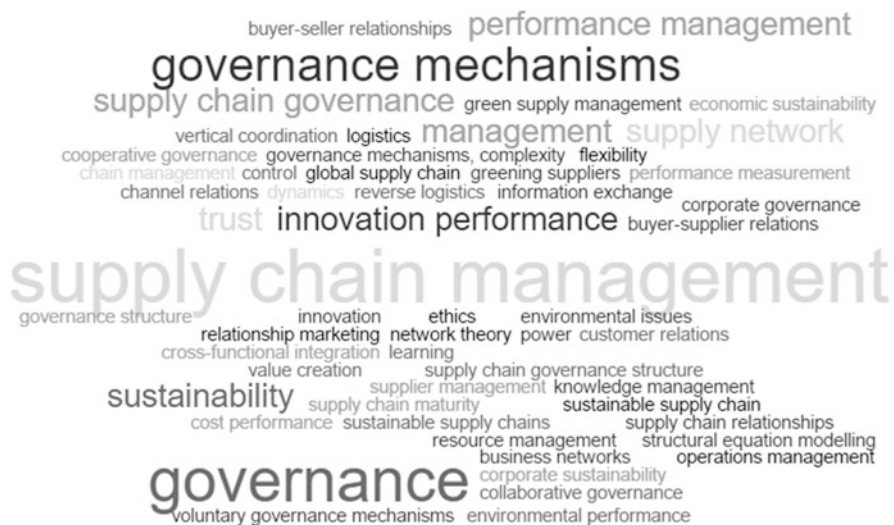 buyer-seller relationships performance management
governance mechanisms
supply chain governance green supply management economic sustainability
vertical coordination logistics management supply network
cooperative governance governance mechanisms, complexity flexibility
chain management control global supply chain greening suppliers performance measurement
channel relations dynamics reverse logistics information exchange
corporate governance
trust innovation performance buyer-supplier relations
supply chain management
governance structure innovation ethics environmental issues
relationship marketing network theory power customer relations
cross-functional integration learning
value creation supply chain governance structure
supplier management knowledge management
sustainability supply chain maturity sustainable supply chain
cost performance sustainable supply chains supply chain relationships
resource management structural equation modelling
business networks operations management
governance corporate sustainability
collaborative governance
voluntary governance mechanisms environmental performance